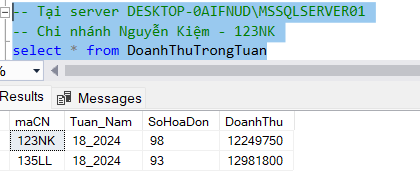 -- Tại server DESKTOP-0AIFNUD\MSSQLSERVER01
-- Chi nhánh Nguyễn Kiệm - 123NK
select * from DoanhThuTrongTuan
%
Results Messages
maCN Tuan_Nam SoHoaDon DoanhThu
123NK 18_2024 98 12249750
135LL 18_2024 93 12981800